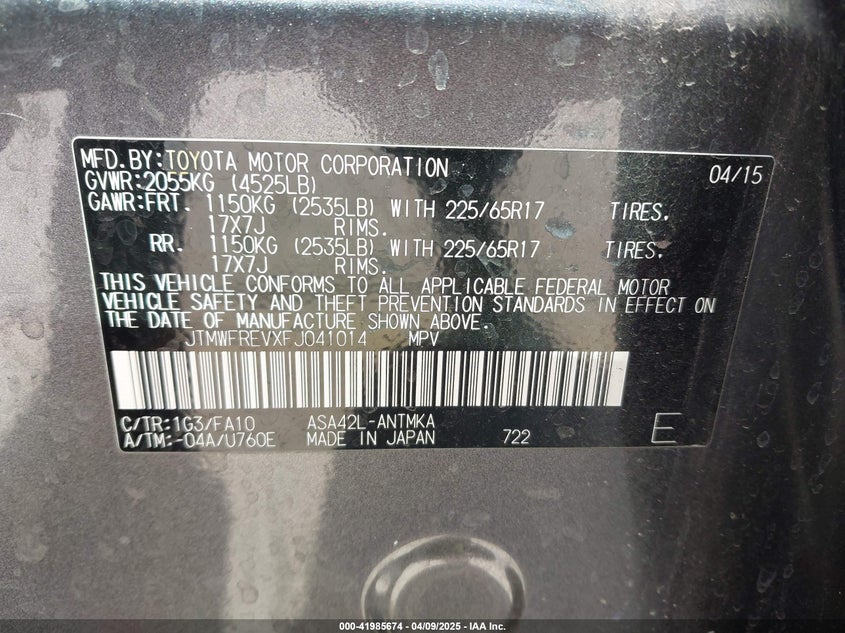 MFD.BY:TOYOTA MOTOR CORPORATION 04/15
GVWR:2055KG (4525LB)
GAWR:FRT. 1150KG (2535LB) WITH 225/65R17 TIRES,
17X7J RIMS.
RR. 1150KG (2535LB) WITH 225/65R17 TIRES,
17X7J RIMS.
THIS VEHICLE CONFORMS TO ALL APPLICABLE FEDERAL MOTOR
VEHICLE SAFETY AND THEFT PREVENTION STANDARDS IN EFFECT ON
THE DATE OF MANUFACTURE SHOWN ABOVE.
JTMWFREVXFJ041014 MPV
C/TR:1G3/FA10 ASA42L-ANTMKA
A/TM:-04A/U760E MADE IN JAPAN 722 E
000-41985674 | 04/09/2025 - IAA Inc.